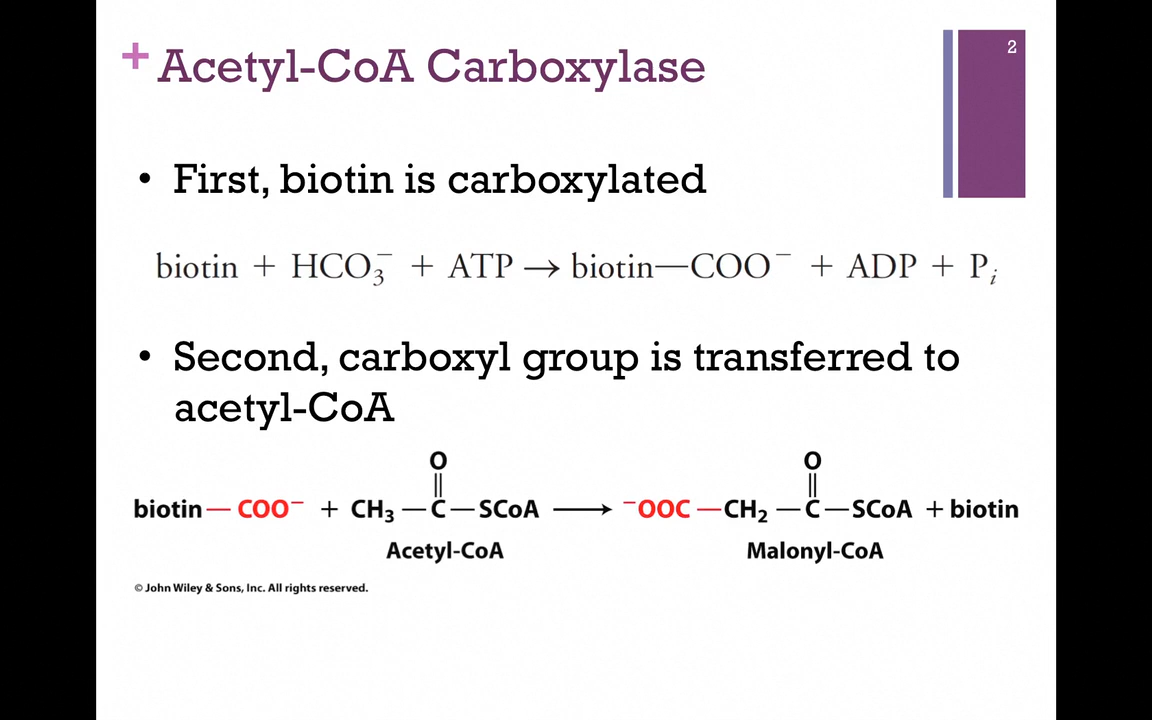 2
+ Acetyl-CoA Carboxylase
• First, biotin is carboxylated
biotin + HCO₃⁻ + ATP → biotin—COO⁻ + ADP + Pᵢ
• Second, carboxyl group is transferred to
acetyl-CoA
O O
biotin — COO⁻ + CH₃ — C — SCoA ⟶ ⁻OOC — CH₂ — C — SCoA + biotin
Acetyl-CoA Malonyl-CoA
© John Wiley & Sons, Inc. All rights reserved.